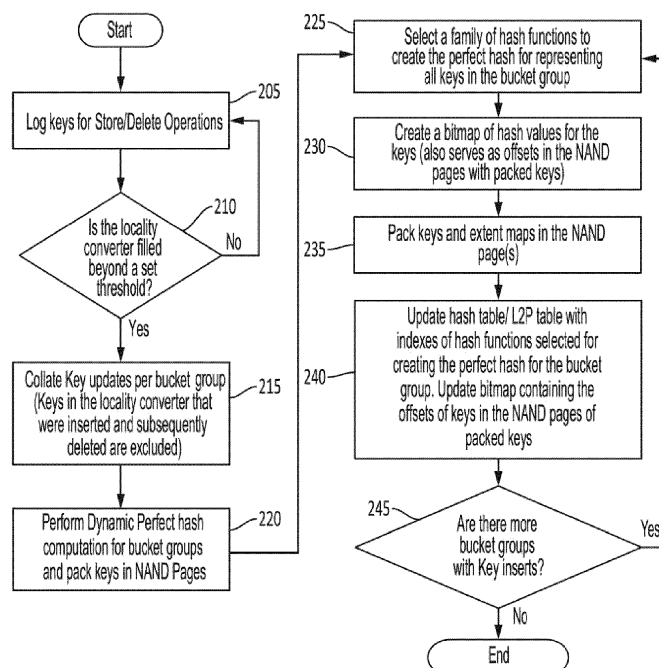 Start
205
Log keys for Store/Delete Operations
210
Is the locality
converter filled
beyond a set
threshold?
No
Yes
Collate Key updates per bucket group
(Keys in the locality converter that
were inserted and subsequently
deleted are excluded)
215
220
Perform Dynamic Perfect hash
computation for bucket groups
and pack keys in NAND Pages
225
Select a family of hash functions to
create the perfect hash for representing
all keys in the bucket group
230
Create a bitmap of hash values for the
keys (also serves as offsets in the NAND
pages with packed keys)
235
Pack keys and extent maps in the NAND
page(s)
240
Update hash table/ L2P table with
indexes of hash functions selected for
creating the perfect hash for the bucket
group. Update bitmap containing the
offsets of keys in the NAND pages of
packed keys
245
Are there more
bucket groups
with Key inserts?
Yes
No
End